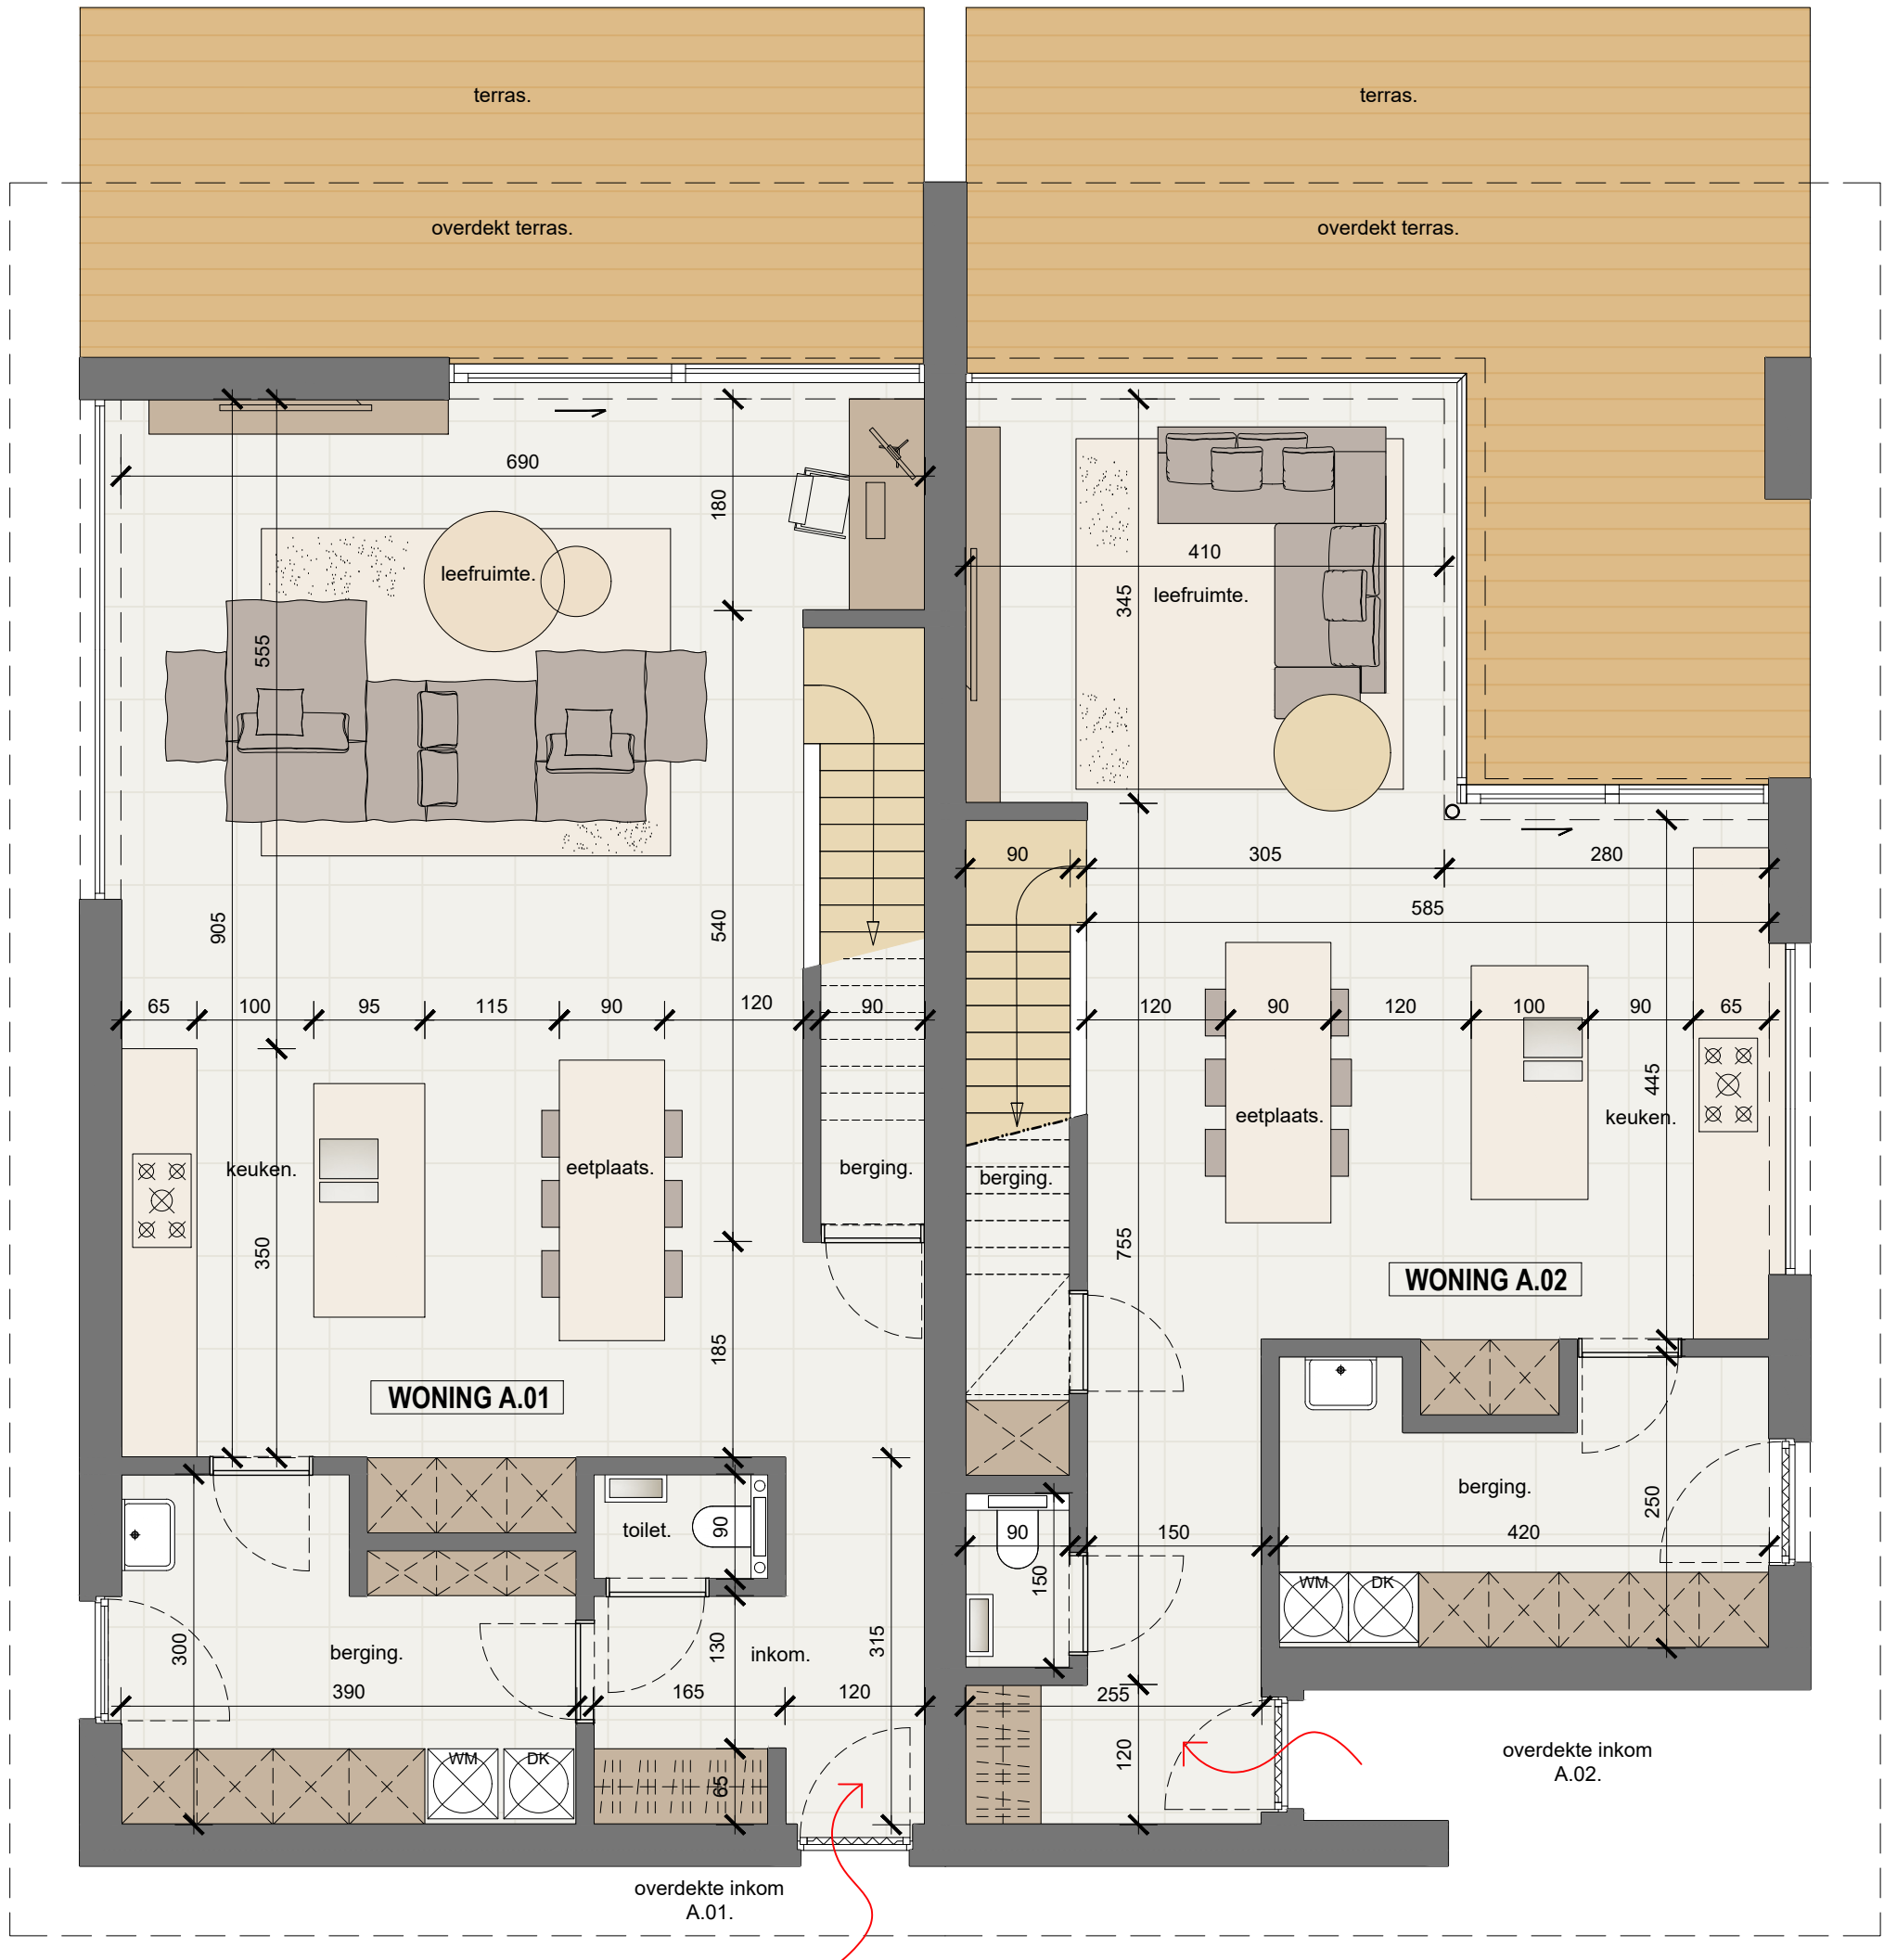 terras.
terras.
overdekt terras.
overdekt terras.
690
180
leefruimte.
555
410
345
leefruimte.
90
305
280
585
905
540
65
100
95
115
90
120
90
120
90
120
100
90
65
445
keuken.
eetplaats.
berging.
berging.
eetplaats.
keuken.
350
755
WONING A.02
185
WONING A.01
toilet.
90
90
150
150
berging.
420
250
WM
DK
300
berging.
130
inkom.
315
390
165
120
255
WM
DK
65
120
overdekte inkom
A.02.
overdekte inkom
A.01.